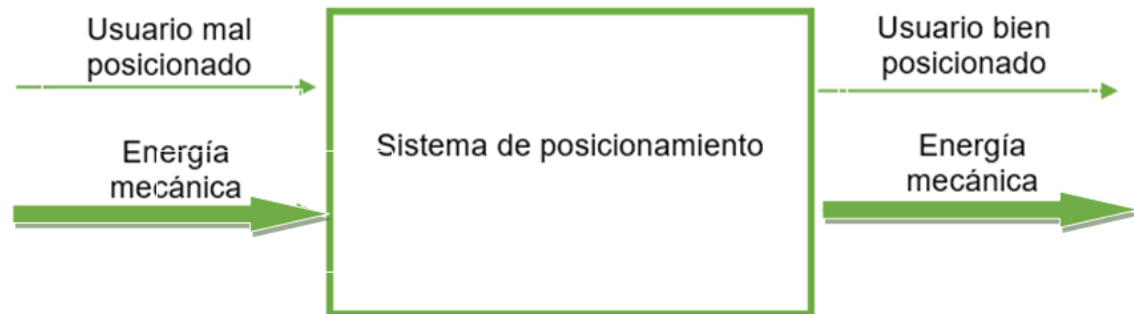 Usuario mal
posicionado
Energía
mecánica
Sistema de posicionamiento
Usuario bien
posicionado
Energía
mecánica